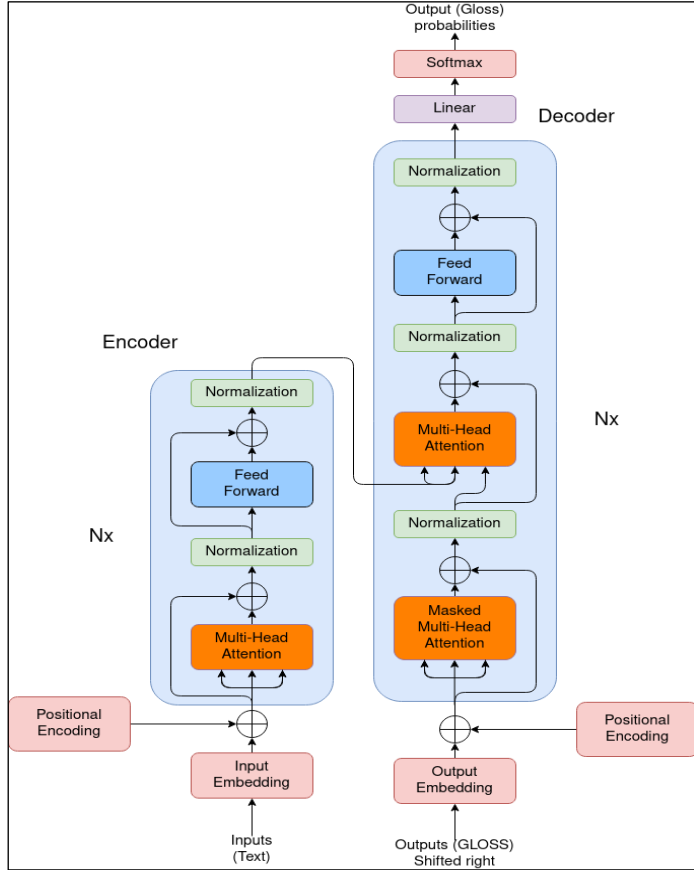 Output (Gloss)
probabilities
Softmax
Linear
Decoder
Normalization
Feed
Forward
Normalization
Multi-Head
Attention
Nx
Normalization
Masked
Multi-Head
Attention
Positional
Encoding
Output
Embedding
Outputs (GLOSS)
Shifted right
Encoder
Normalization
Feed
Forward
Nx
Normalization
Multi-Head
Attention
Positional
Encoding
Input
Embedding
Inputs
(Text)